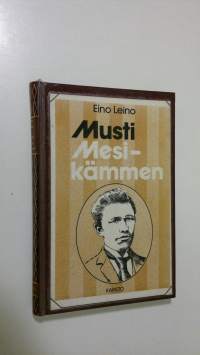 Eino Leino
Musti
Mesi-
kämmen
KARISTO